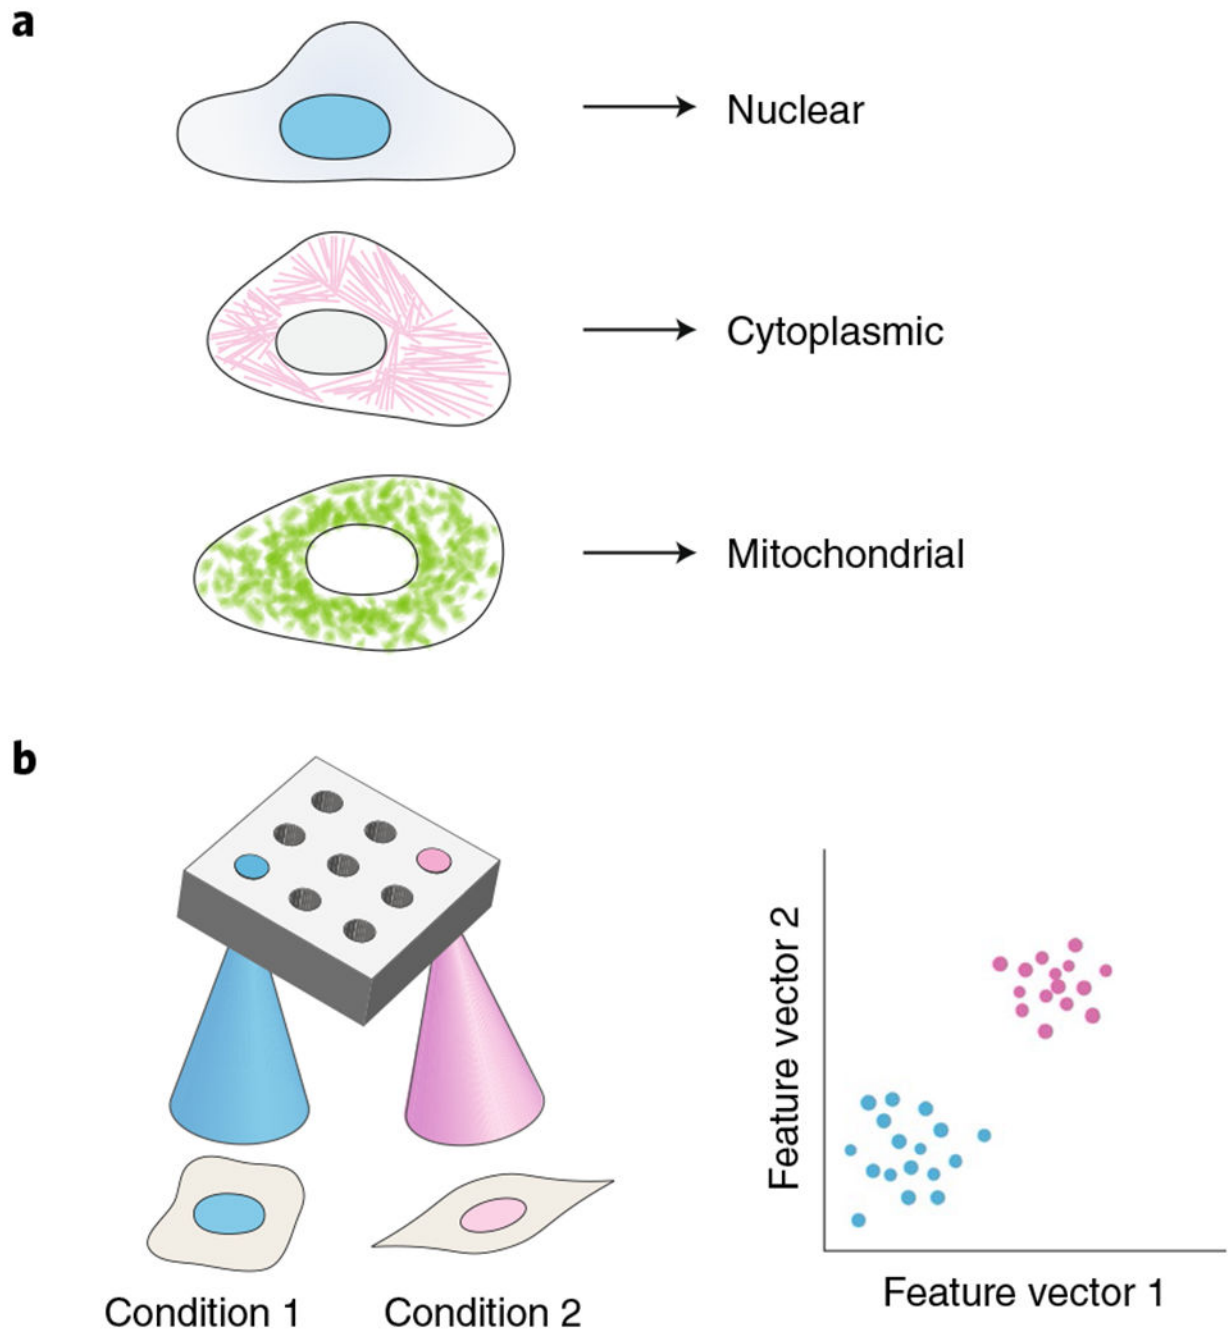 a
Nuclear
Cytoplasmic
Mitochondrial
b
Feature vector 2
Feature vector 1
Condition 1
Condition 2